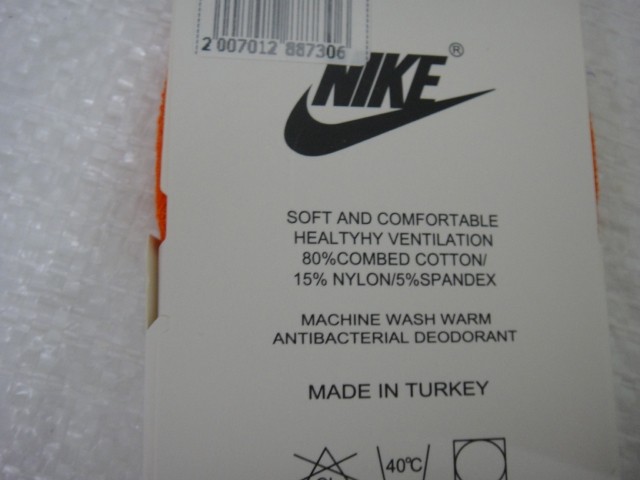 2 007012 887306
NIKE®
SOFT AND COMFORTABLE
HEALTYHY VENTILATION
80%COMBED COTTON/
15% NYLON/5%SPANDEX
MACHINE WASH WARM
ANTIBACTERIAL DEODORANT
MADE IN TURKEY
40°C